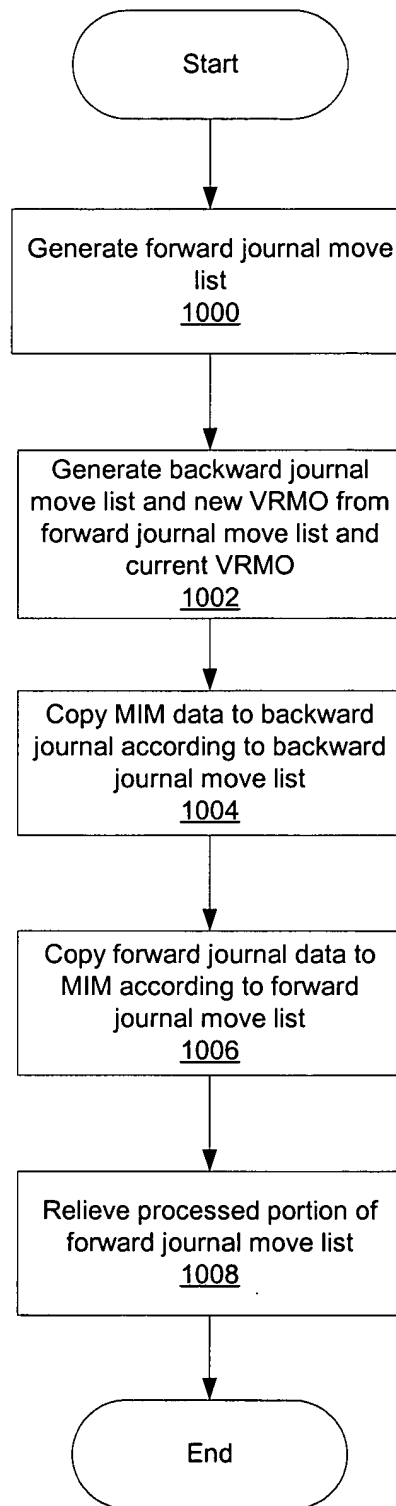 Start
Generate forward journal move
list
1000
Generate backward journal
move list and new VRMO from
forward journal move list and
current VRMO
1002
Copy MIM data to backward
journal according to backward
journal move list
1004
Copy forward journal data to
MIM according to forward
journal move list
1006
Relieve processed portion of
forward journal move list
1008
End